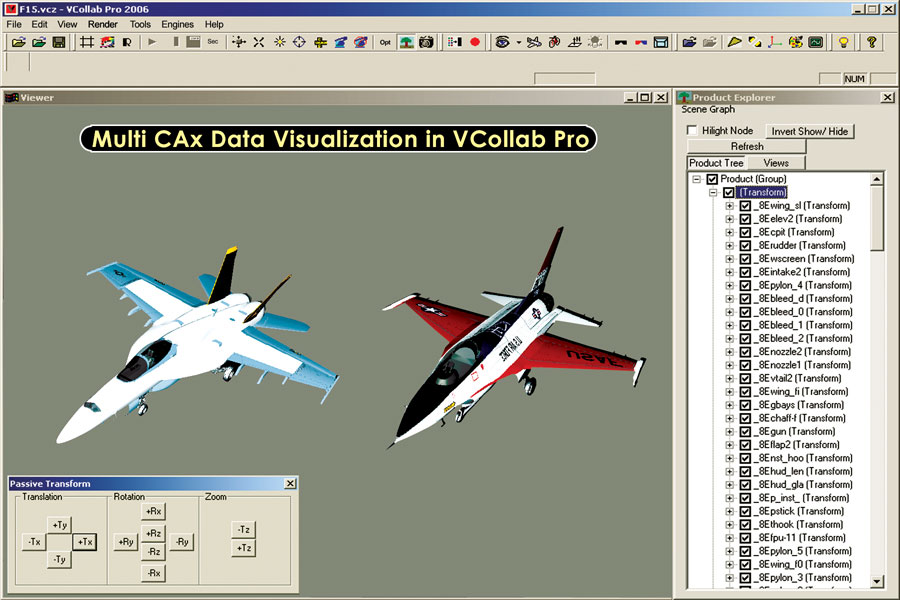 F15.vcz - VCollab Pro 2006
File Edit View Render Tools Engines Help
R Sec Opt
NUM
Viewer
Multi CAx Data Visualization in VCollab Pro
USAF
Passive Transform
Translation Rotation Zoom
+Ty
-Tx +Tx
-Ty
+Rx
+Ry +Rz -Ry
-Rz
-Rx
-Tz
+Tz
Product Explorer
Scene Graph
Hilight Node Invert Show/ Hide
Refresh
Product Tree Views
Product (Group)
(Transform)
_8Ewing_sl (Transform)
_8Eelev2 (Transform)
_8Ecpit (Transform)
_8Erudder (Transform)
_8Ewscreen (Transform)
_8Eintake2 (Transform)
_8Epylon_4 (Transform)
_8Ebleed_d (Transform)
_8Ebleed_0 (Transform)
_8Ebleed_1 (Transform)
_8Ebleed_2 (Transform)
_8Enozzle2 (Transform)
_8Enozzle1 (Transform)
_8Evtail2 (Transform)
_8Ewing_fi (Transform)
_8Egbays (Transform)
_8Echaff-f (Transform)
_8Egun (Transform)
_8Eflap2 (Transform)
_8Enst_hoo (Transform)
_8Ehud_len (Transform)
_8Ehud_gla (Transform)
_8Ep_inst_ (Transform)
_8Epstick (Transform)
_8Ethook (Transform)
_8Efpu-11 (Transform)
_8Epylon_5 (Transform)
_8Ewing_f0 (Transform)
_8Epylon_3 (Transform)